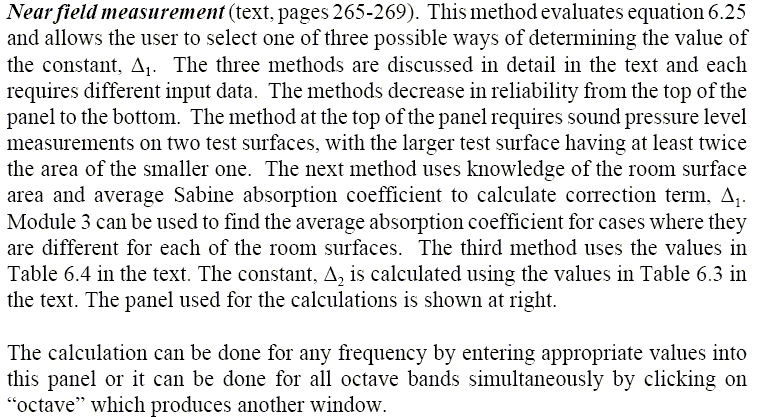 Near field measurement (text, pages 265-269).  This method evaluates equation 6.25
and allows the user to select one of three possible ways of determining the value of
the constant, Δ₁.  The three methods are discussed in detail in the text and each
requires different input data.  The methods decrease in reliability from the top of the
panel to the bottom.  The method at the top of the panel requires sound pressure level
measurements on two test surfaces, with the larger test surface having at least twice
the area of the smaller one.  The next method uses knowledge of the room surface
area and average Sabine absorption coefficient to calculate correction term, Δ₁.
Module 3 can be used to find the average absorption coefficient for cases where they
are different for each of the room surfaces.  The third method uses the values in
Table 6.4 in the text. The constant, Δ₂ is calculated using the values in Table 6.3 in
the text. The panel used for the calculations is shown at right.

The calculation can be done for any frequency by entering appropriate values into
this panel or it can be done for all octave bands simultaneously by clicking on
“octave” which produces another window.